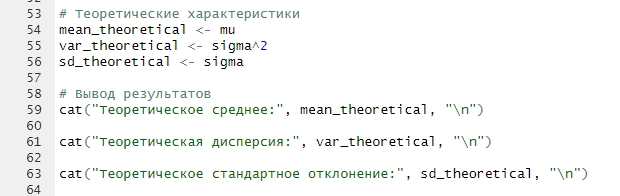 53 # Теоретические характеристики
54 mean_theoretical <- mu
55 var_theoretical <- sigma^2
56 sd_theoretical <- sigma
57
58 # Вывод результатов
59 cat("Теоретическое среднее:", mean_theoretical, "\n")
60
61 cat("Теоретическая дисперсия:", var_theoretical, "\n")
62
63 cat("Теоретическое стандартное отклонение:", sd_theoretical, "\n")
64